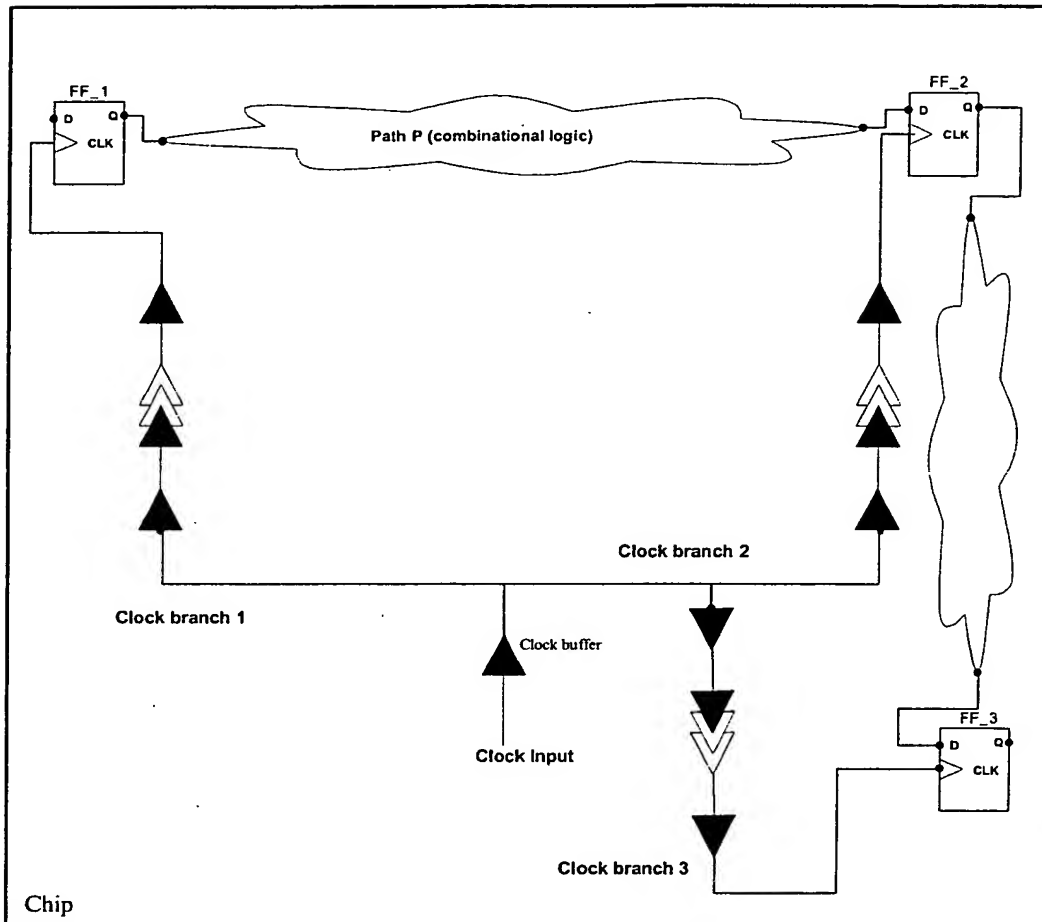 FF_1
D
Q
CLK
Path P (combinational logic)
FF_2
D
Q
CLK
Clock branch 2
Clock branch 1
Clock buffer
Clock Input
FF_3
D
Q
CLK
Clock branch 3
Chip